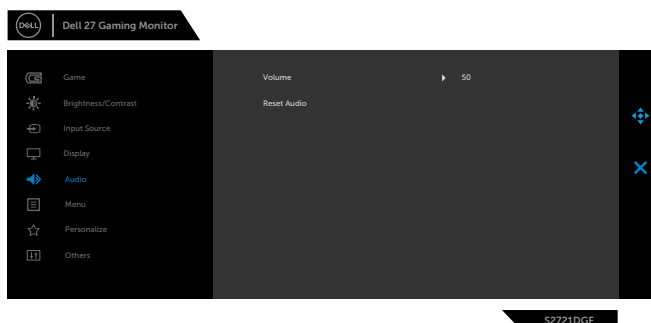 DELL
Dell 27 Gaming Monitor
Game
Volume 50
Brightness/Contrast
Reset Audio
Input Source
Display
Audio
Menu
Personalize
Others
S2721DGF